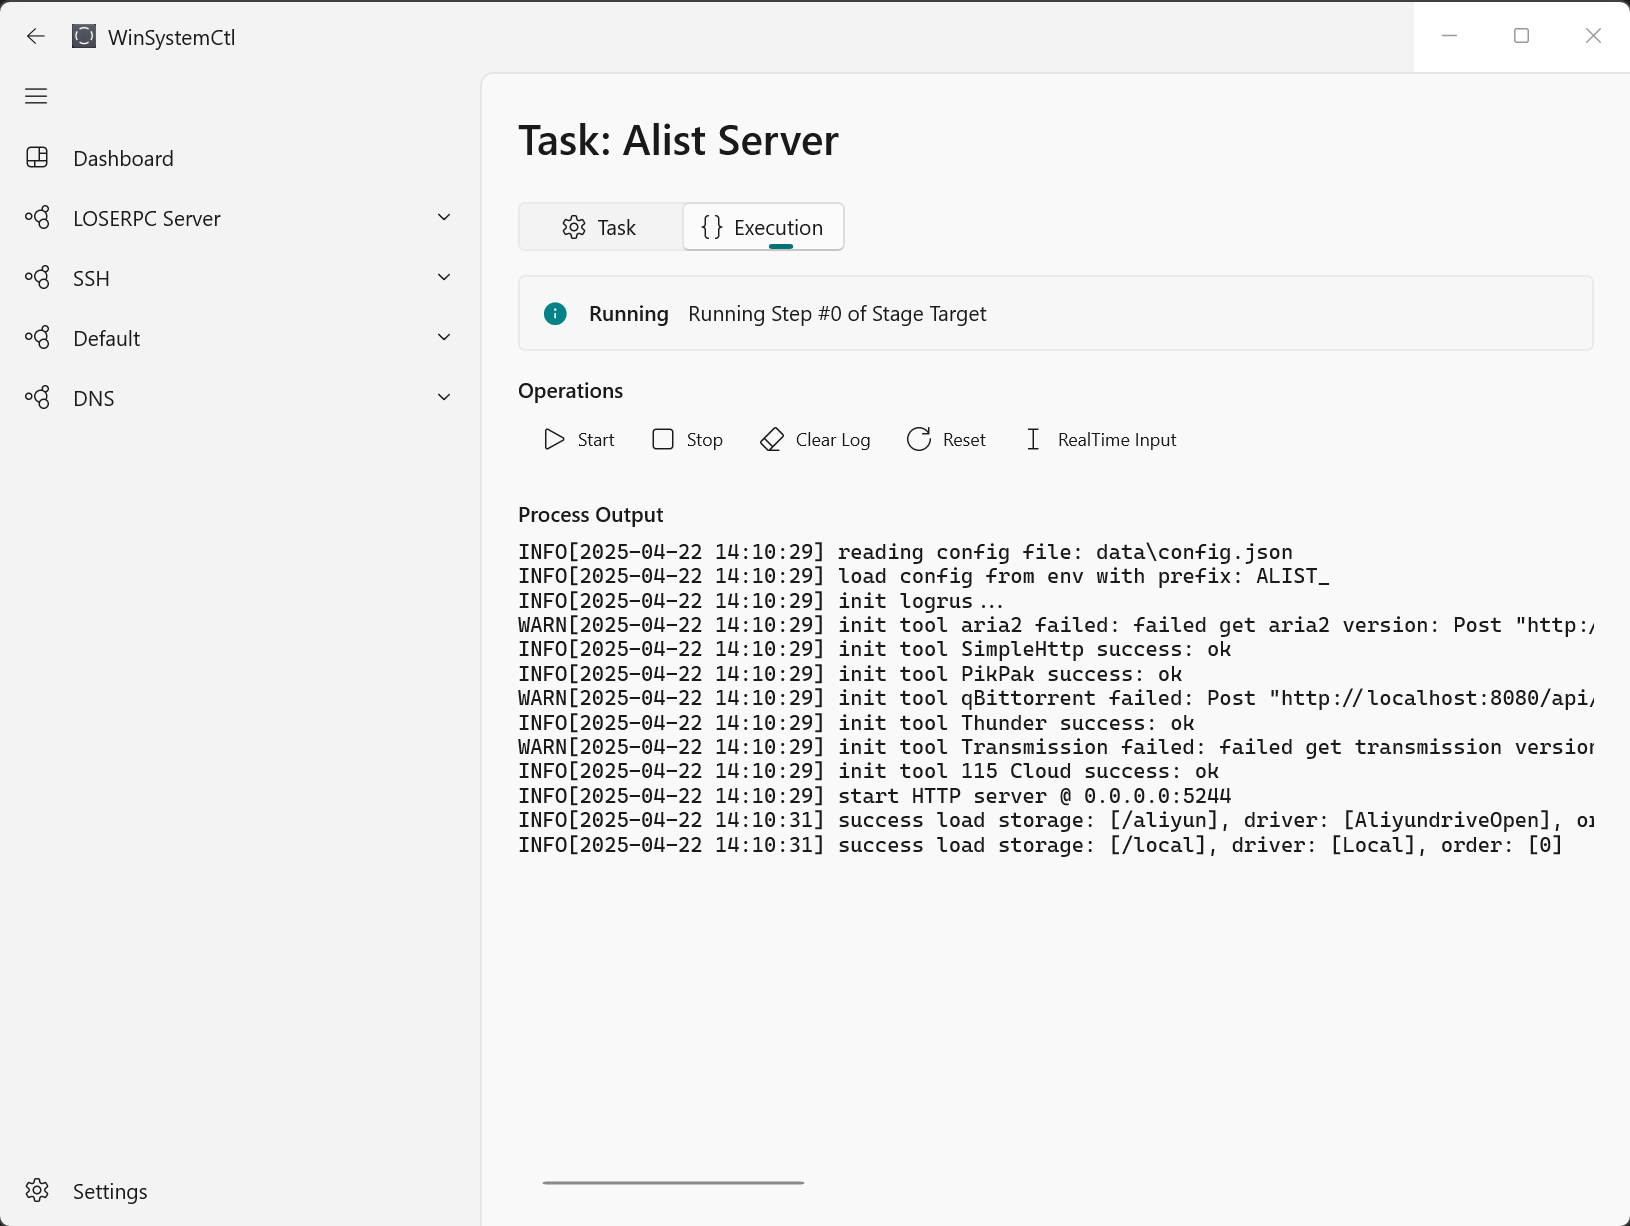 WinSystemCtl
Dashboard
LOSERPC Server
SSH
Default
DNS
Settings
Task: Alist Server
Task
{} Execution
Running Running Step #0 of Stage Target
Operations
Start Stop Clear Log Reset RealTime Input
Process Output
INFO[2025-04-22 14:10:29] reading config file: data\config.json
INFO[2025-04-22 14:10:29] load config from env with prefix: ALIST_
INFO[2025-04-22 14:10:29] init logrus...
WARN[2025-04-22 14:10:29] init tool aria2 failed: failed get aria2 version: Post "http:/
INFO[2025-04-22 14:10:29] init tool SimpleHttp success: ok
INFO[2025-04-22 14:10:29] init tool PikPak success: ok
WARN[2025-04-22 14:10:29] init tool qBittorrent failed: Post "http://localhost:8080/api/
INFO[2025-04-22 14:10:29] init tool Thunder success: ok
WARN[2025-04-22 14:10:29] init tool Transmission failed: failed get transmission version
INFO[2025-04-22 14:10:29] init tool 115 Cloud success: ok
INFO[2025-04-22 14:10:29] start HTTP server @ 0.0.0.0:5244
INFO[2025-04-22 14:10:31] success load storage: [/aliyun], driver: [AliyundriveOpen], or
INFO[2025-04-22 14:10:31] success load storage: [/local], driver: [Local], order: [0]